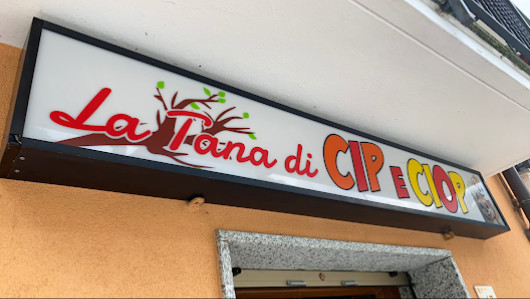 La Tana di CIP E CIOP